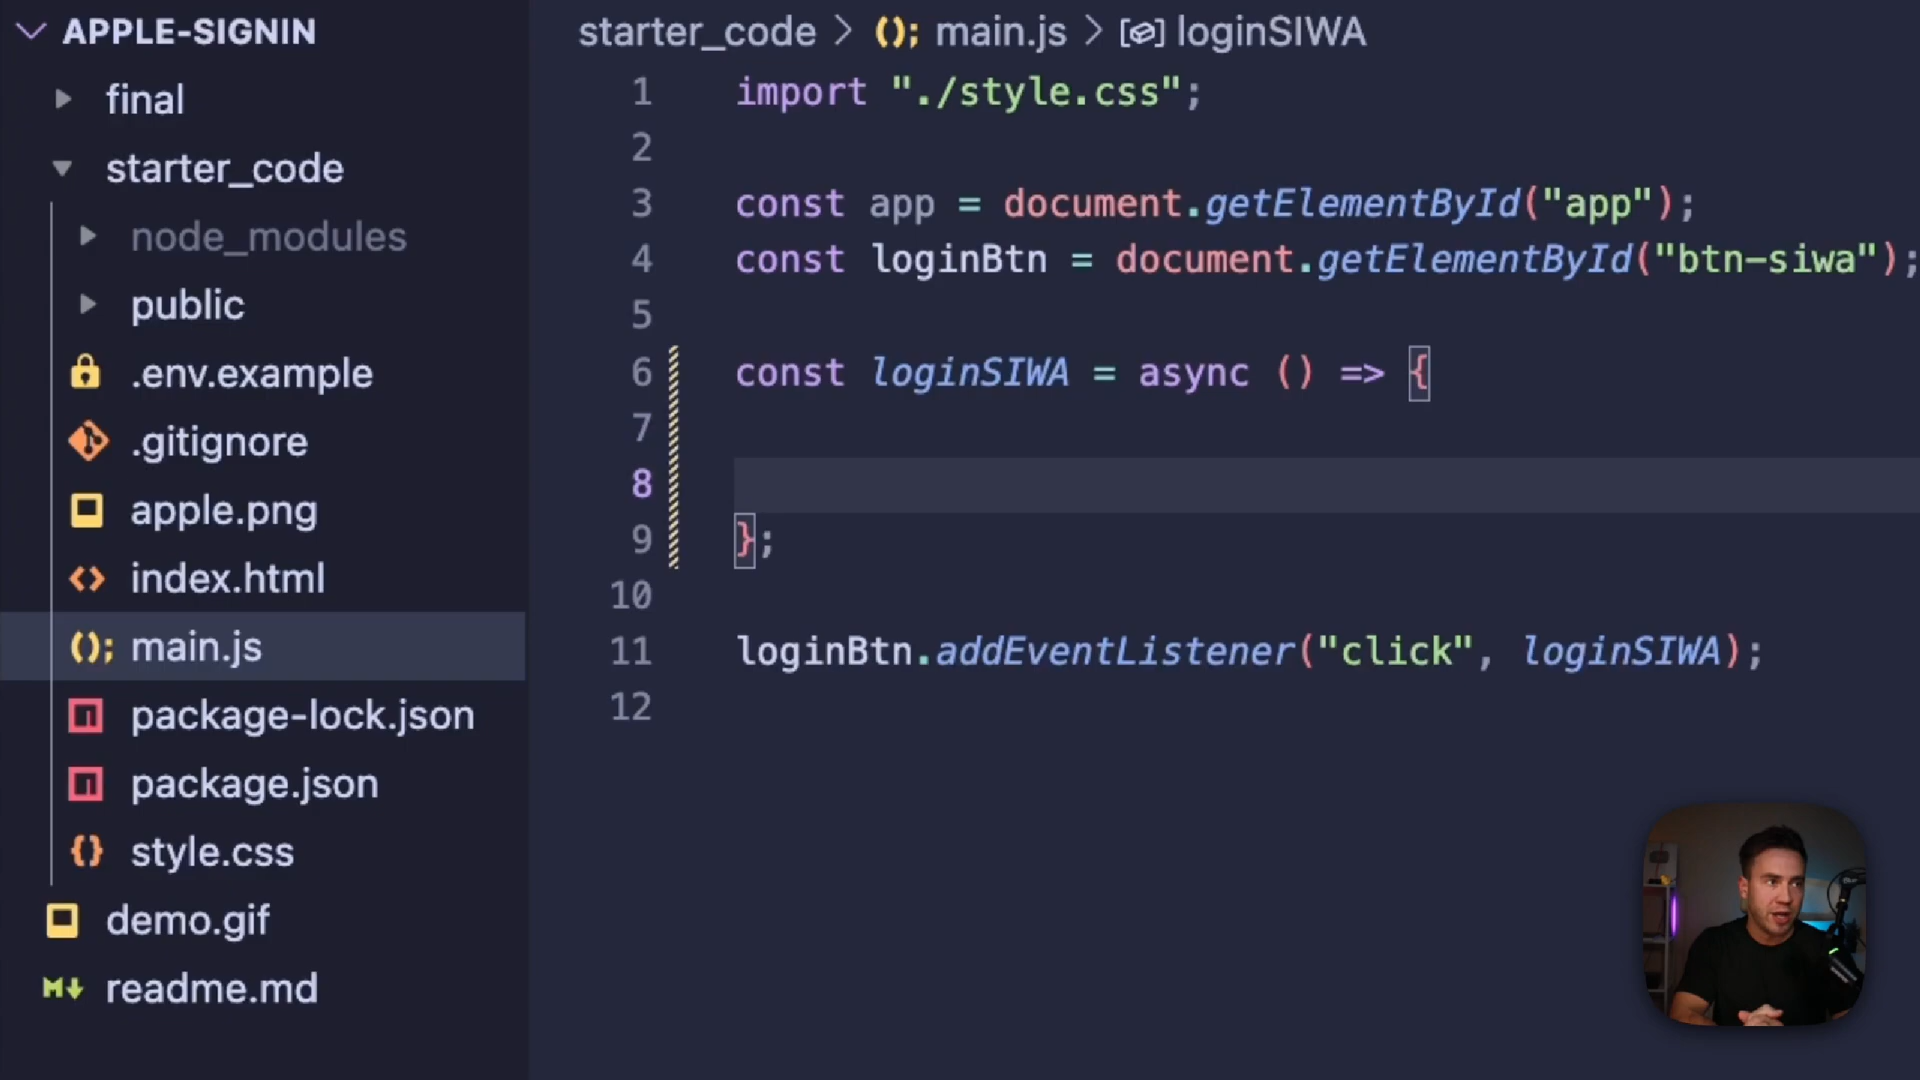 APPLE-SIGNIN
final
starter_code
node_modules
public
.env.example
.gitignore
apple.png
index.html
main.js
package-lock.json
package.json
style.css
demo.gif
readme.md
starter_code > main.js > loginSIWA
1 import "./style.css";
2
3 const app = document.getElementById("app");
4 const loginBtn = document.getElementById("btn-siwa");
5
6 const loginSIWA = async () => {
7
8
9 };
10
11 loginBtn.addEventListener("click", loginSIWA);
12